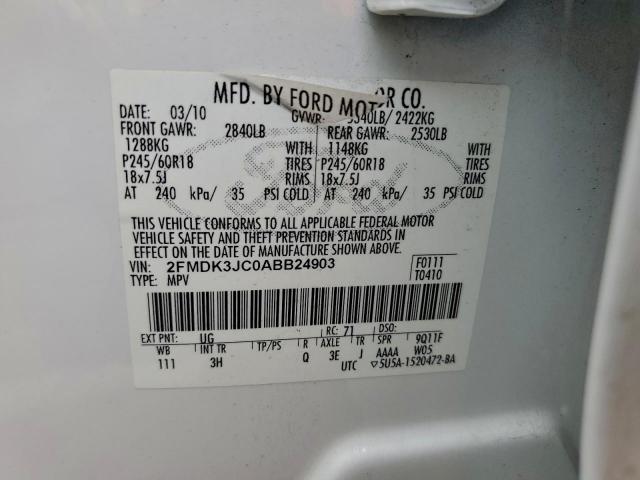 MFD. BY FORD MOTOR CO.
DATE: 03/10 GVWR: 5340LB/ 2422KG
FRONT GAWR: 2840LB REAR GAWR: 2530LB
1288KG WITH 1148KG WITH
P245/60R18 TIRES P245/60R18 TIRES
18x7.5J RIMS 18x7.5J RIMS
AT 240 kPa/ 35 PSI COLD AT 240 kPa/ 35 PSI COLD
THIS VEHICLE CONFORMS TO ALL APPLICABLE FEDERAL MOTOR
VEHICLE SAFETY AND THEFT PREVENTION STANDARDS IN
EFFECT ON THE DATE OF MANUFACTURE SHOWN ABOVE.
VIN: 2FMDK3JC0ABB24903 F0111
TYPE: MPV T0410
EXT PNT: UG RC: 71 DSO:
WB INT TR TP/PS R AXLE TR SPR 9Q11F
111 3H Q 3E J AAAA W05
UTC ▽5U5A-1520472-BA